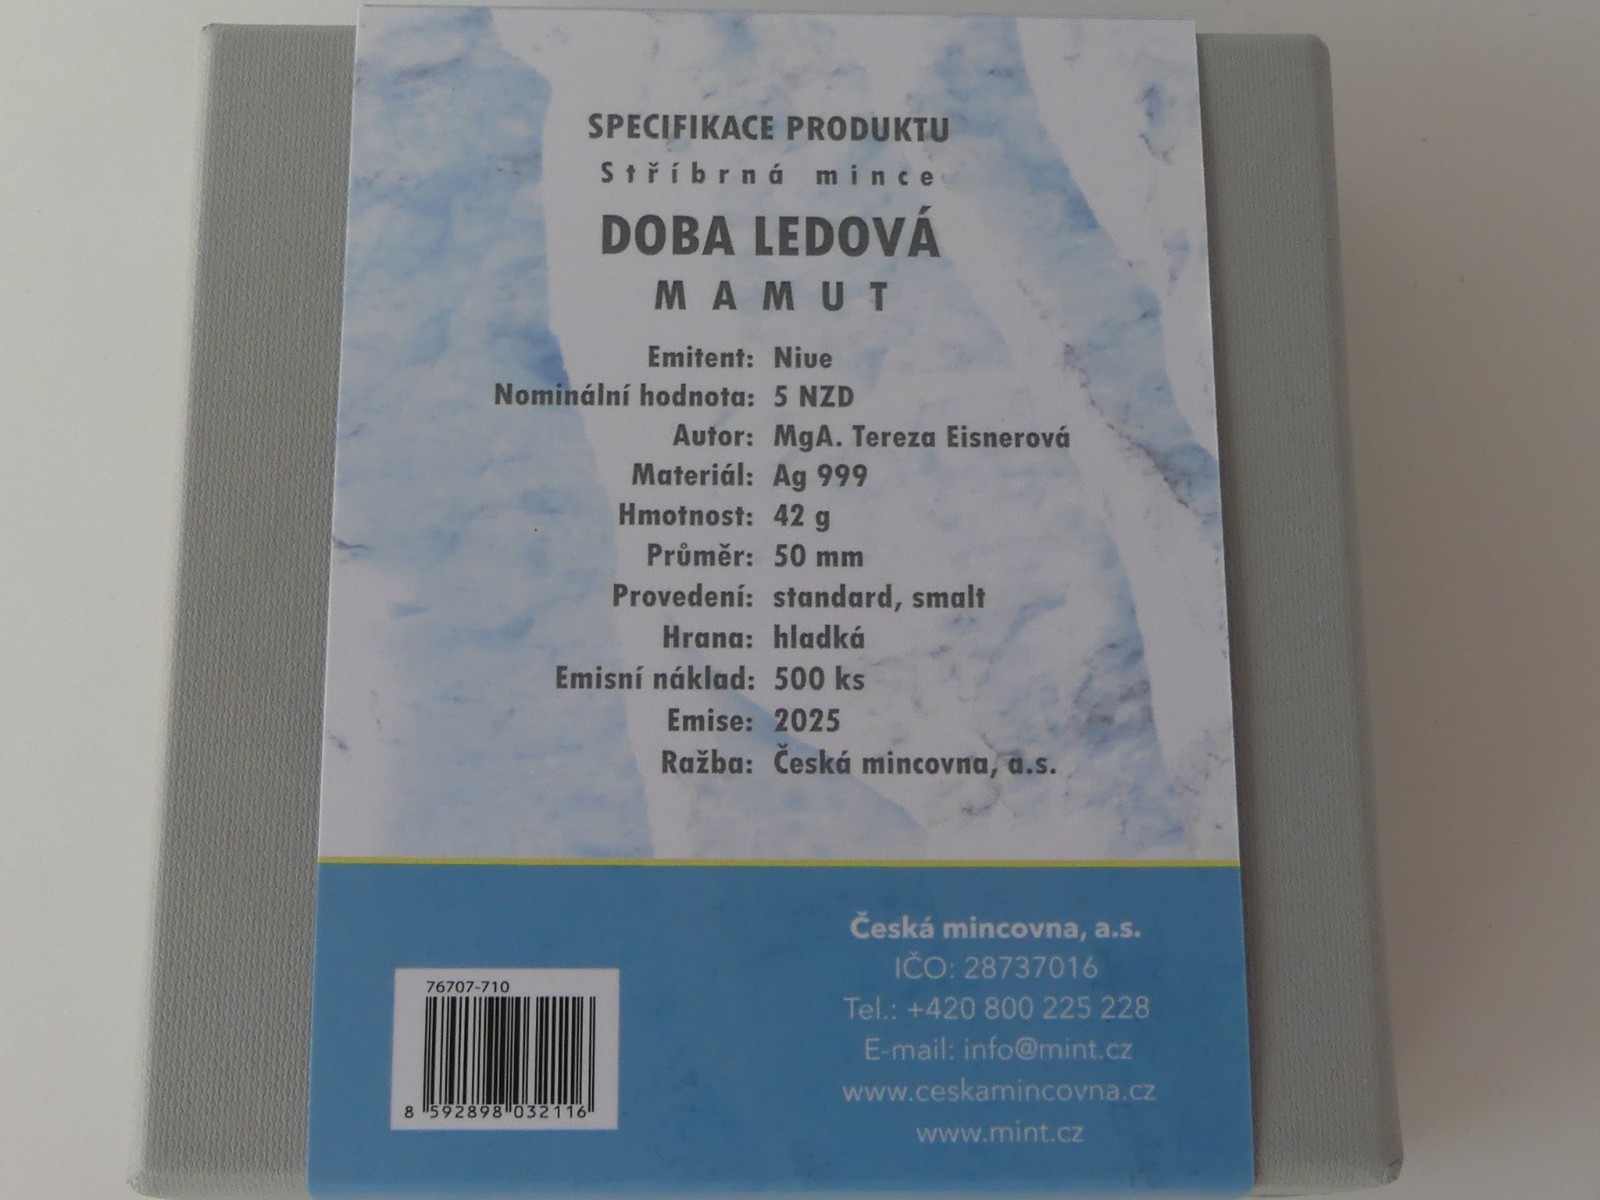 SPECIFIKACE PRODUKTU
Stříbrná mince
DOBA LEDOVÁ
MAMUT
Emitent: Niue
Nominální hodnota: 5 NZD
Autor: MgA. Tereza Eisnerová
Materiál: Ag 999
Hmotnost: 42 g
Průměr: 50 mm
Provedení: standard, smalt
Hrana: hladká
Emisní náklad: 500 ks
Emise: 2025
Ražba: Česká mincovna, a.s.
Česká mincovna, a.s.
IČO: 28737016
Tel.: +420 800 225 228
E-mail: info@mint.cz
www.ceskamincovna.cz
www.mint.cz
76707-710
8 592898 032116